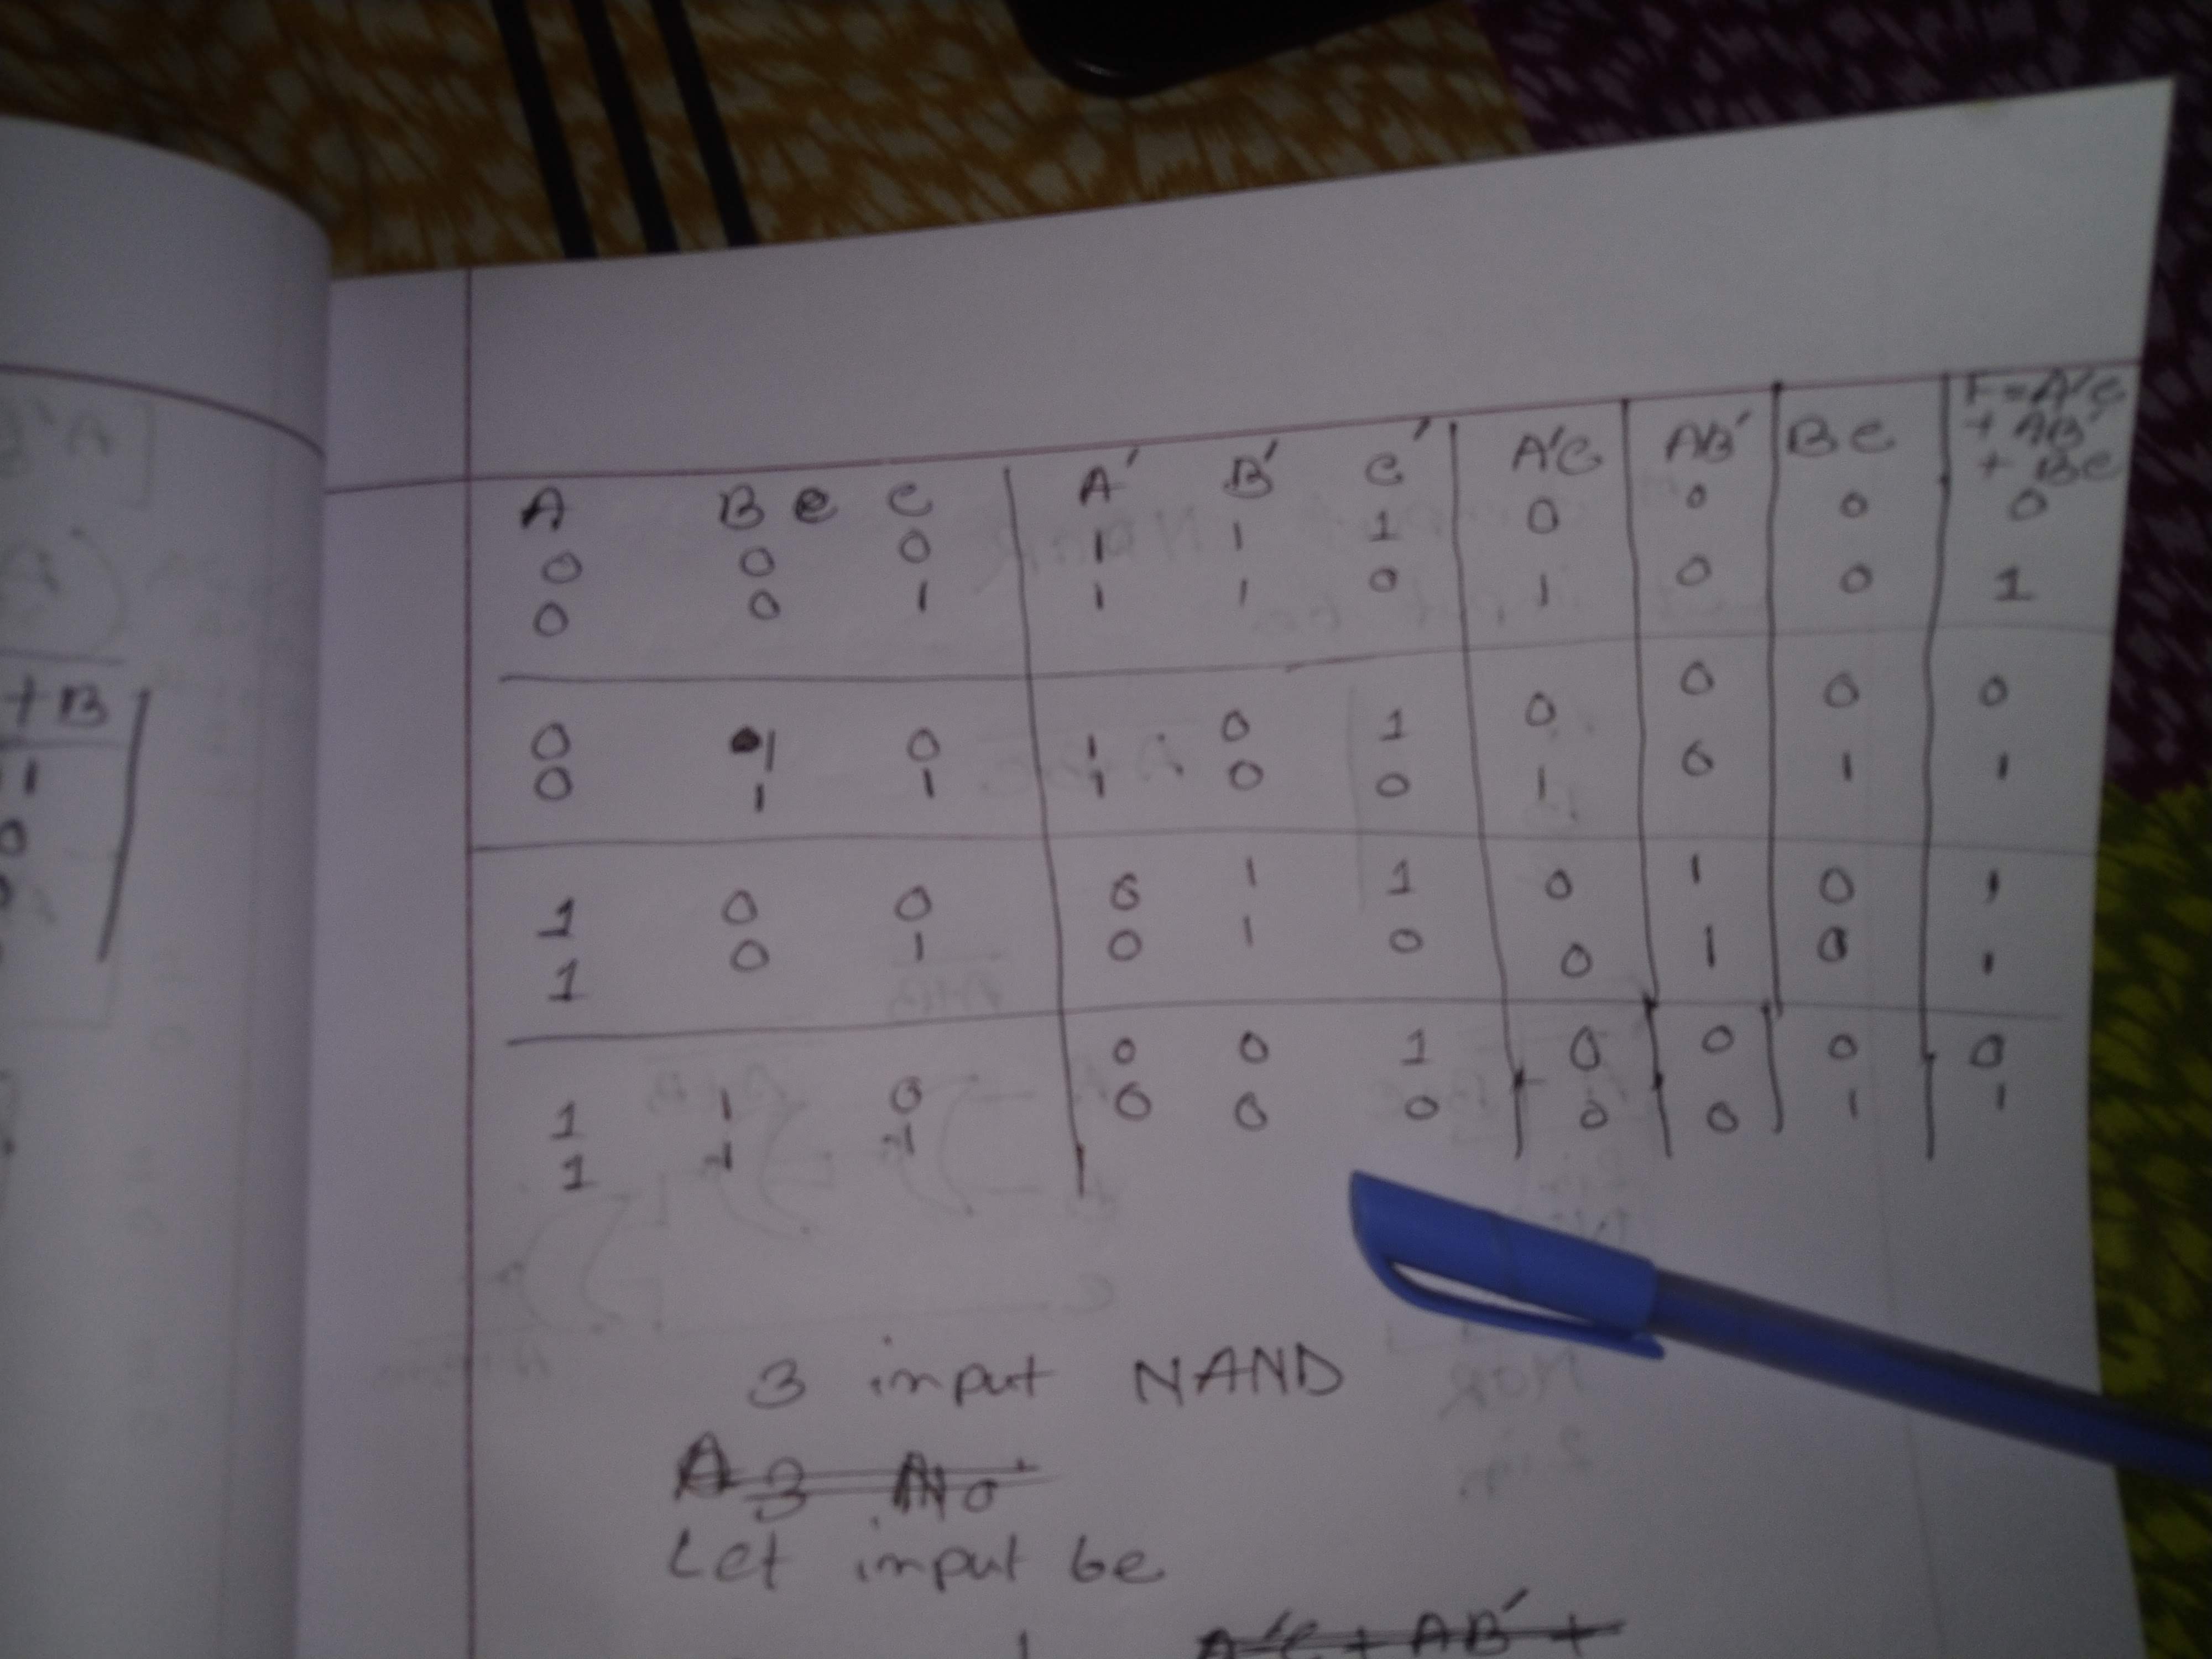 A B C A' B' C' A'C AB' BC F=A'C + AB' + BC
0 0 0 1 1 1 0 0 0 0
0 0 1 1 1 0 1 0 0 1
0 1 0 1 0 1 0 0 0 0
0 1 1 1 0 0 1 0 1 1
1 0 0 0 1 1 0 1 0 1
1 0 1 0 1 0 0 1 0 1
1 1 0 0 0 1 0 0 0 0
1 1 1 0 0 0 0 0 1 1
3 input NAND
Let input be
A'C + AB' +
+B
1
0